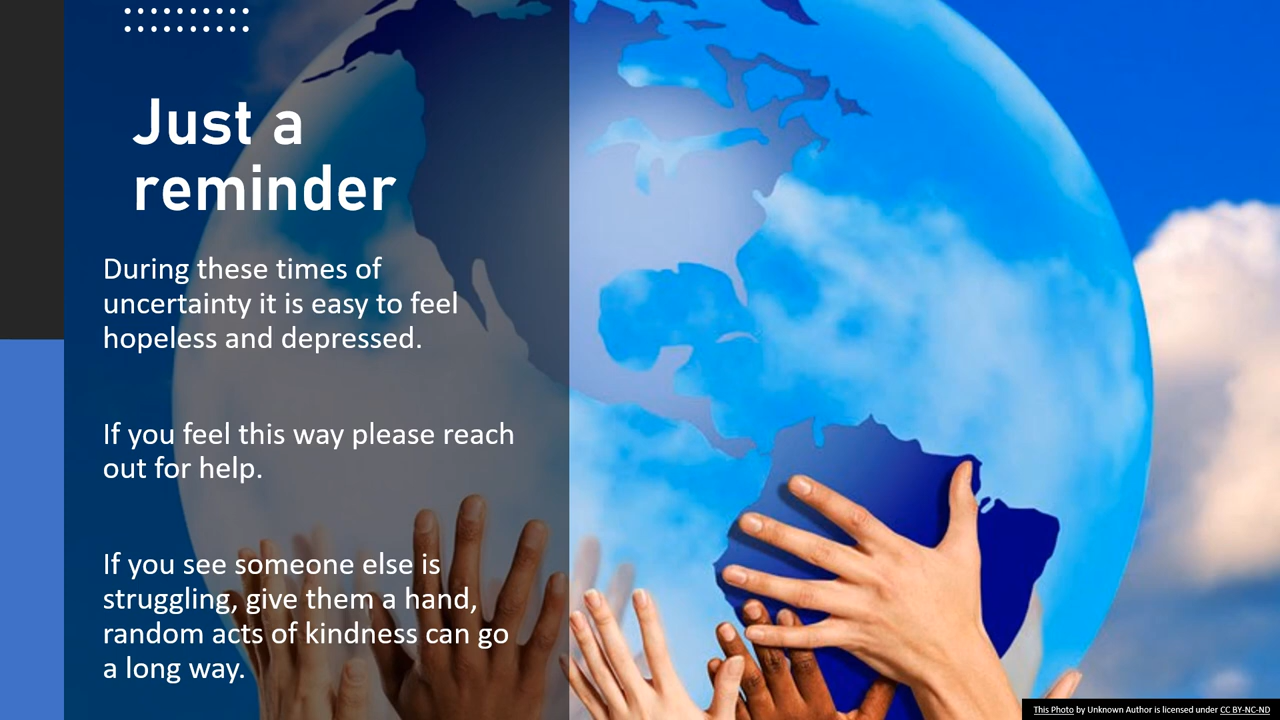 Just a
reminder
During these times of
uncertainty it is easy to feel
hopeless and depressed.
If you feel this way please reach
out for help.
If you see someone else is
struggling, give them a hand,
random acts of kindness can go
a long way.
This Photo by Unknown Author is licensed under CC BY-NC-ND